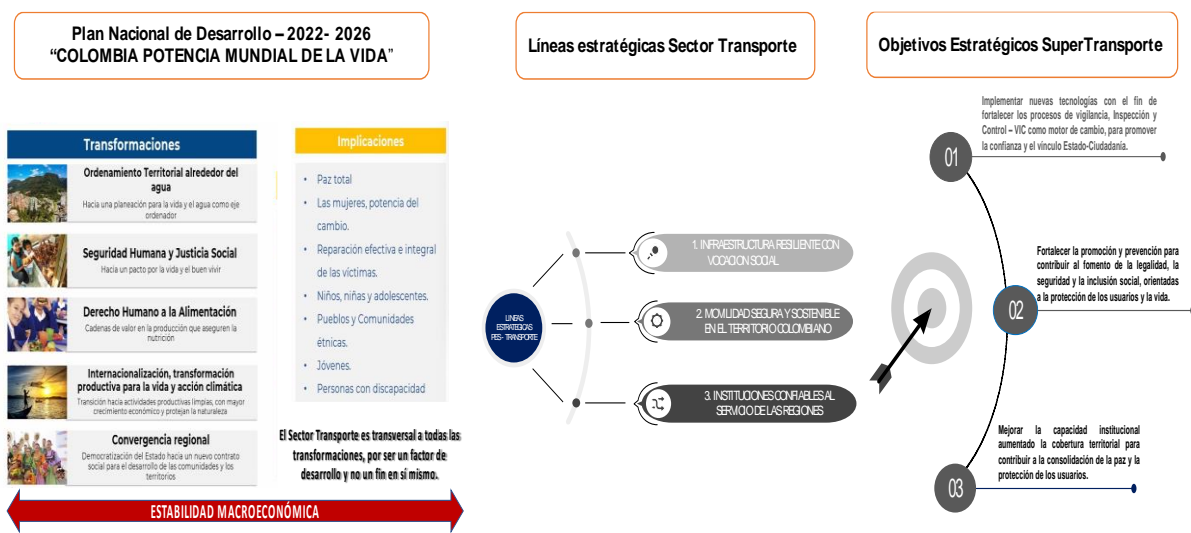 Plan Nacional de Desarrollo – 2022- 2026
“COLOMBIA POTENCIA MUNDIAL DE LA VIDA”
Transformaciones
Ordenamiento Territorial alrededor del
agua
Hacia una planeación para la vida y el agua como eje
ordenador
Seguridad Humana y Justicia Social
Hacia un pacto por la vida y el buen vivir
Derecho Humano a la Alimentación
Cadenas de valor en la producción que aseguren la
nutrición
Internacionalización, transformación
productiva para la vida y acción climática
Transición hacia actividades productivas limpias, con mayor
crecimiento económico y protejan la naturaleza
Convergencia regional
Democratización del Estado hacia un nuevo contrato
social para el desarrollo de las comunidades y los
territorios
Implicaciones
• Paz total
• Las mujeres, potencia del
cambio.
• Reparación efectiva e integral
de las víctimas.
• Niños, niñas y adolescentes.
• Pueblos y Comunidades
étnicas.
• Jóvenes.
• Personas con discapacidad
El Sector Transporte es transversal a todas las
transformaciones, por ser un factor de
desarrollo y no un fin en sí mismo.
ESTABILIDAD MACROECONÓMICA
Líneas estratégicas Sector Transporte
LINEAS
ESTRATEGICAS
PES - TRANSPORTE
1. INFRAESTRUCTURA RESILIENTE CON
VOCACION SOCIAL
2. MOVILIDAD SEGURA Y SOSTENIBLE
EN EL TERRITORIO COLOMBIANO
3. INSTITUCIONES CONFIABLES AL
SERVICIO DE LAS REGIONES
Objetivos Estratégicos SuperTransporte
01
Implementar nuevas tecnologías con el fin de
fortalecer los procesos de vigilancia, Inspección y
Control – VIC como motor de cambio, para promover
la confianza y el vínculo Estado-Ciudadanía.
02
Fortalecer la promoción y prevención para
contribuir al fomento de la legalidad, la
seguridad y la inclusión social, orientadas
a la protección de los usuarios y la vida.
03
Mejorar la capacidad institucional
aumentado la cobertura territorial para
contribuir a la consolidación de la paz y la
protección de los usuarios.